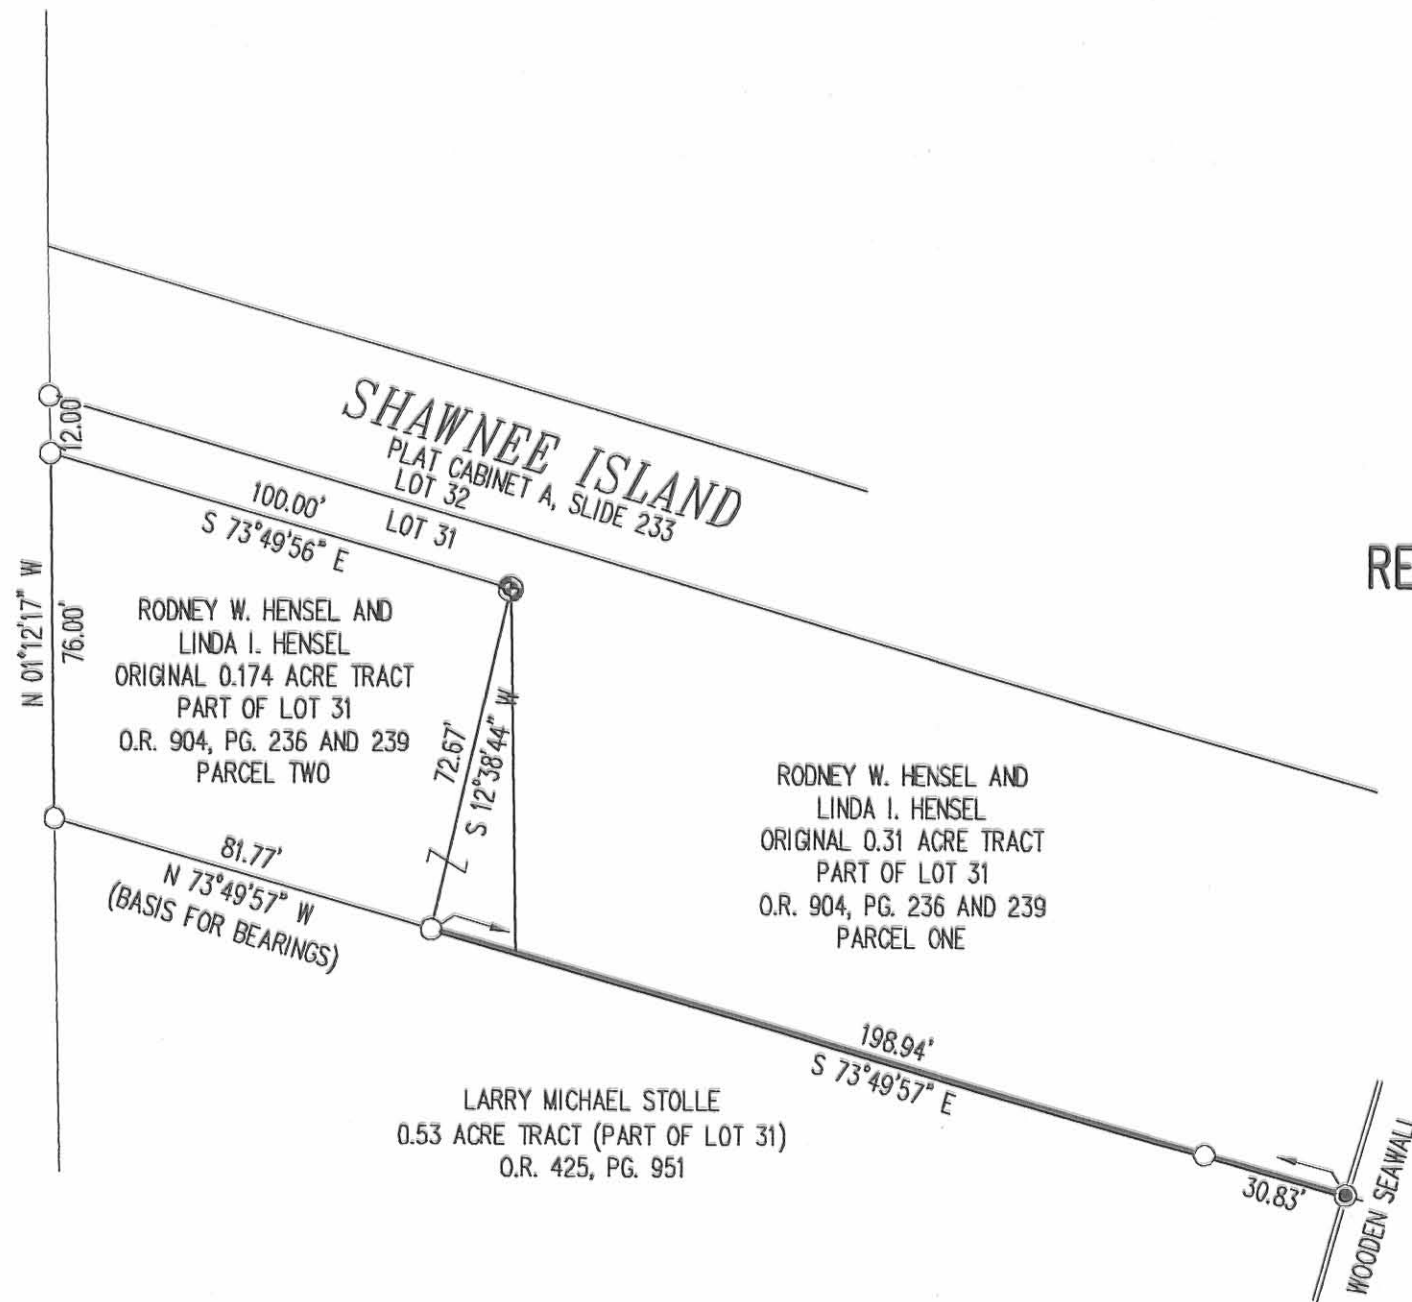 SHAWNEE ISLAND
PLAT CABINET A, SLIDE 233
LOT 32
LOT 31
12.00
100.00'
S 73°49'56" E
N 01°12'17" W
76.00'
RODNEY W. HENSEL AND
LINDA I. HENSEL
ORIGINAL 0.174 ACRE TRACT
PART OF LOT 31
O.R. 904, PG. 236 AND 239
PARCEL TWO
72.67'
S 12°38'44" W
RE
RODNEY W. HENSEL AND
LINDA I. HENSEL
ORIGINAL 0.31 ACRE TRACT
PART OF LOT 31
O.R. 904, PG. 236 AND 239
PARCEL ONE
81.77'
N 73°49'57" W
(BASIS FOR BEARINGS)
198.94'
S 73°49'57" E
LARRY MICHAEL STOLLE
0.53 ACRE TRACT (PART OF LOT 31)
O.R. 425, PG. 951
30.83'
WOODEN SEAWALL